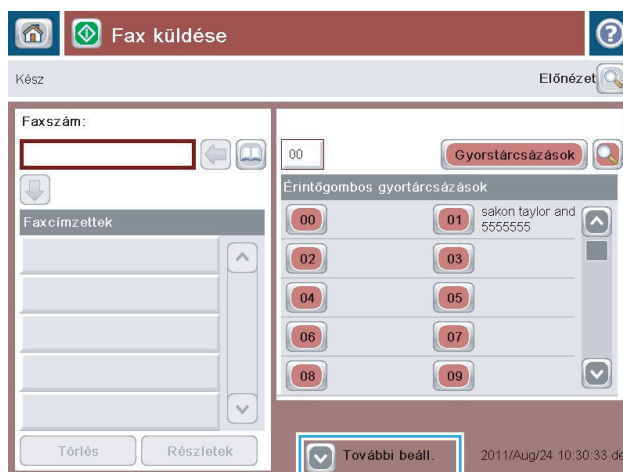 Fax küldése
?
Kész
Előnézet
Faxszám:
00
Gyorstárcsázások
Érintőgombos gyortárcsázások
Faxcímzettek
00
01 sakon taylor and
5555555
02 03
04 05
06 07
08 09
Törlés
Részletek
További beáll.
2011/Aug/24 10:30:33 de